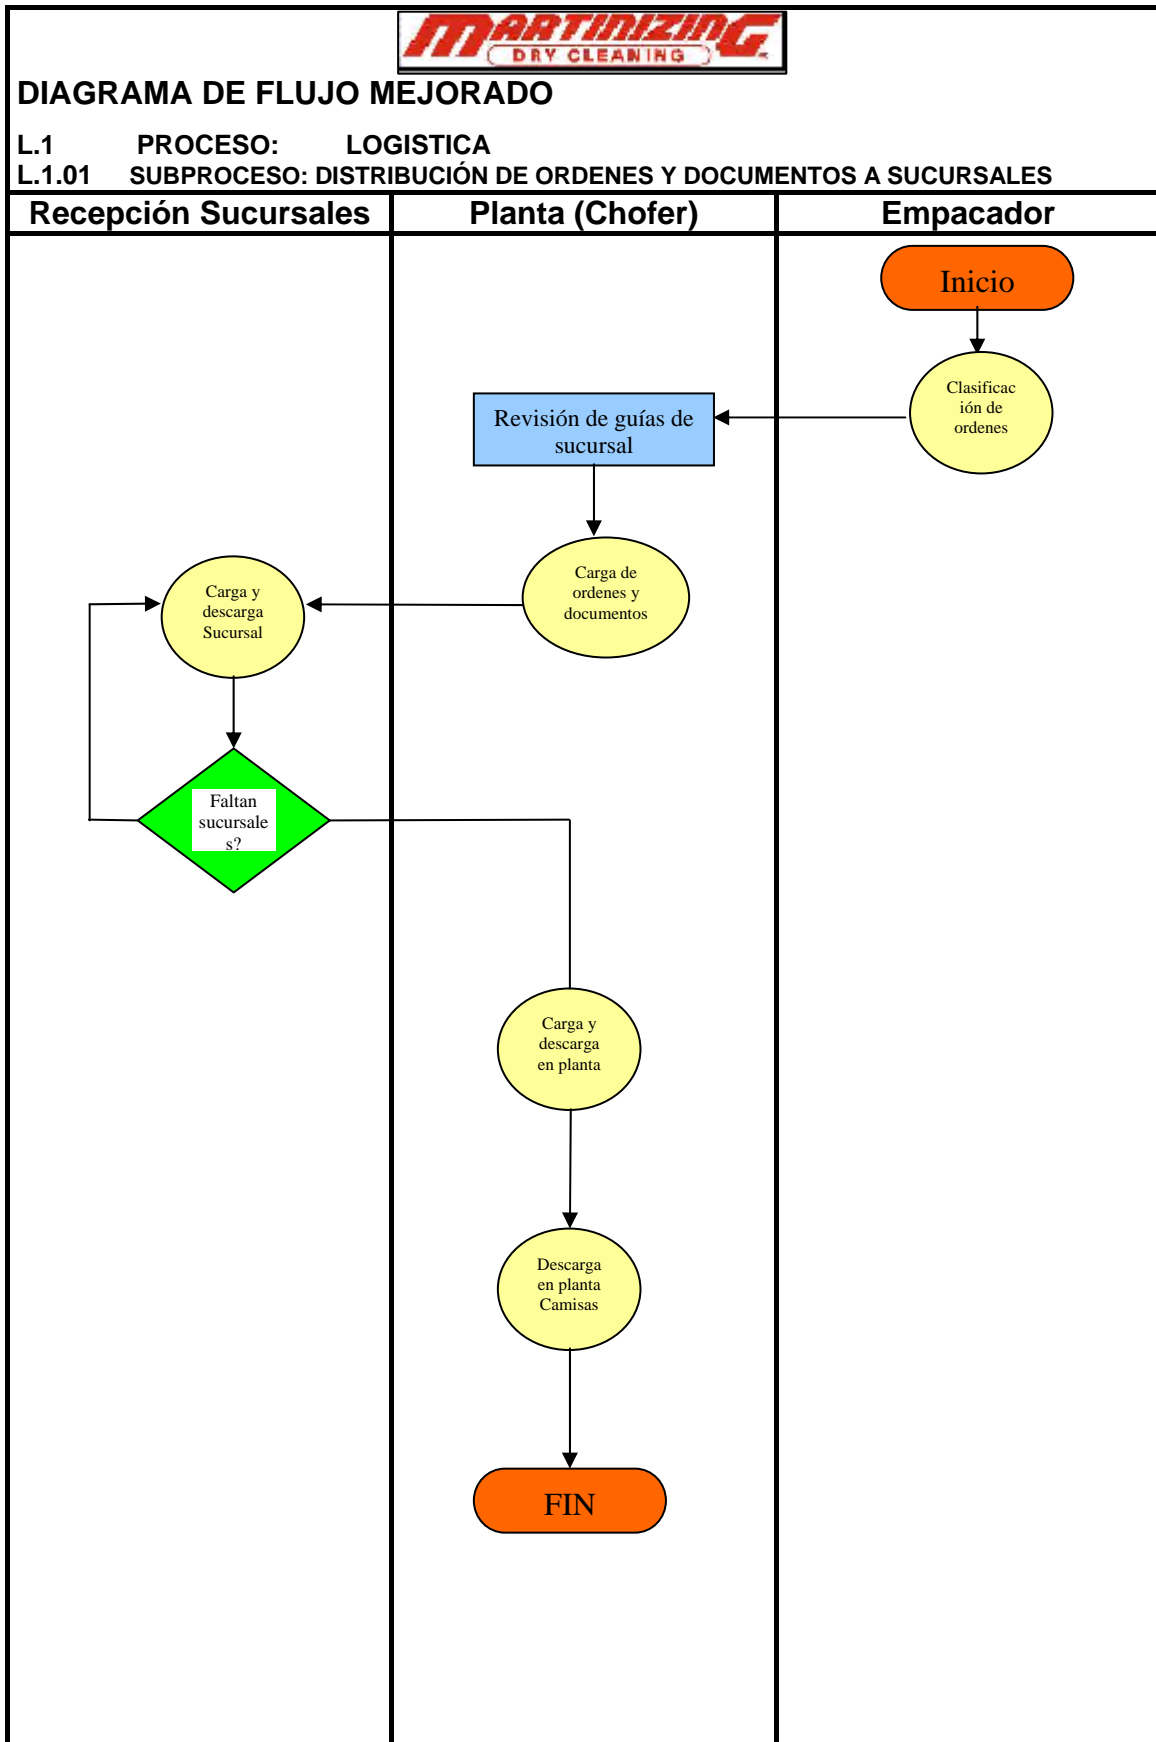 MARTINIZING
DRY CLEANING
DIAGRAMA DE FLUJO MEJORADO
L.1 PROCESO: LOGISTICA
L.1.01 SUBPROCESO: DISTRIBUCIÓN DE ORDENES Y DOCUMENTOS A SUCURSALES
Recepción Sucursales Planta (Chofer) Empacador
Inicio
Clasificac
ión de
ordenes
Revisión de guías de
sucursal
Carga de
ordenes y
documentos
Carga y
descarga
Sucursal
Faltan
sucursale
s?
Carga y
descarga
en planta
Descarga
en planta
Camisas
FIN